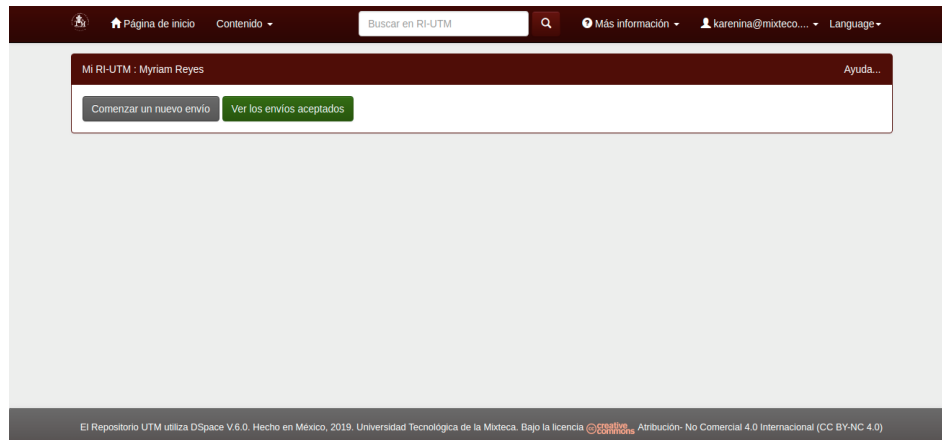 Página de inicio Contenido Buscar en RI-UTM Más información karenina@mixteco.... Language
Mi RI-UTM : Myriam Reyes Ayuda...
Comenzar un nuevo envío Ver los envíos aceptados
El Repositorio UTM utiliza DSpace V.6.0. Hecho en México, 2019. Universidad Tecnológica de la Mixteca. Bajo la licencia cc creative commons Atribución- No Comercial 4.0 Internacional (CC BY-NC 4.0)